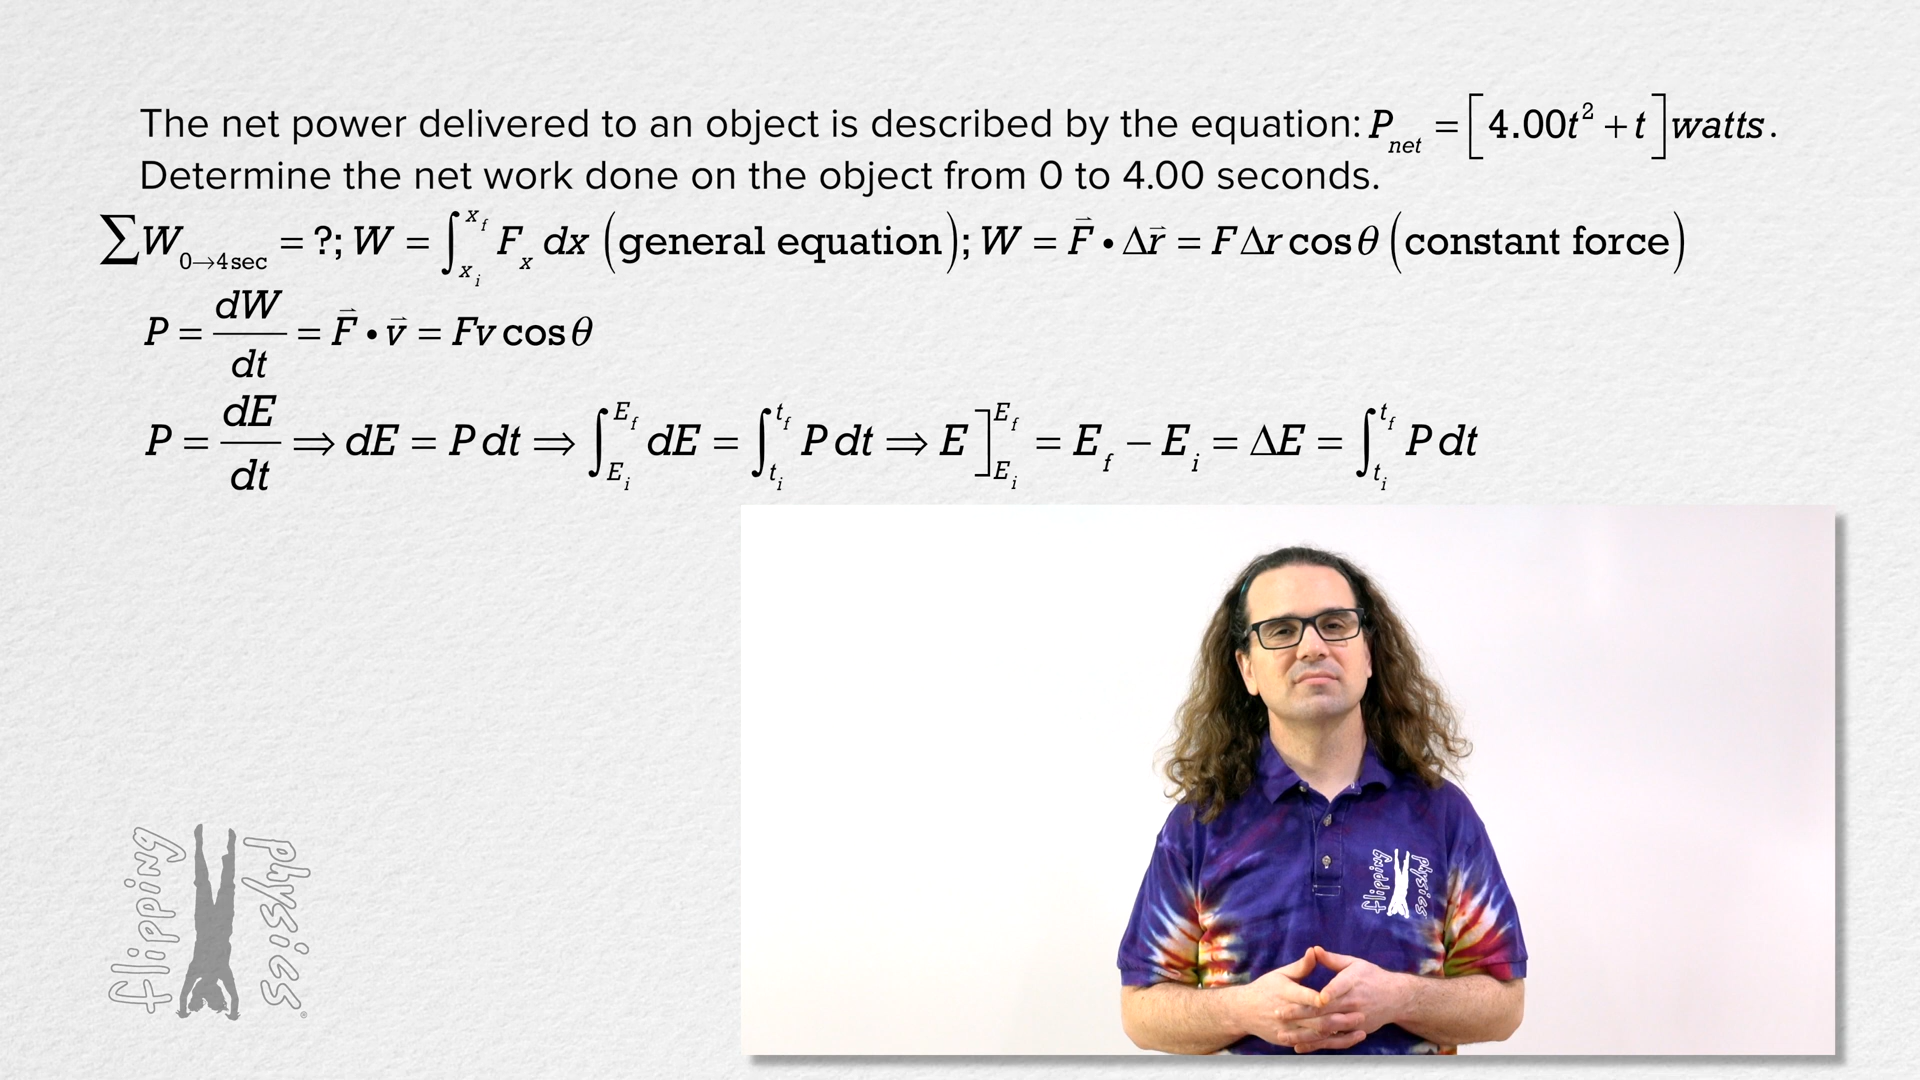 The net power delivered to an object is described by the equation: P_net = [4.00t² + t] watts.
Determine the net work done on the object from 0 to 4.00 seconds.
∑W_0→4sec = ?; W = ∫_{x_i}^{x_f} F_x dx (general equation); W = F⃗ • Δr⃗ = FΔr cosθ (constant force)
P = dW/dt = F⃗ • v⃗ = Fv cosθ
P = dE/dt ⇒ dE = P dt ⇒ ∫_{E_i}^{E_f} dE = ∫_{t_i}^{t_f} P dt ⇒ E]_{E_i}^{E_f} = E_f − E_i = ΔE = ∫_{t_i}^{t_f} P dt
flipping
physics
®
flipping
physics